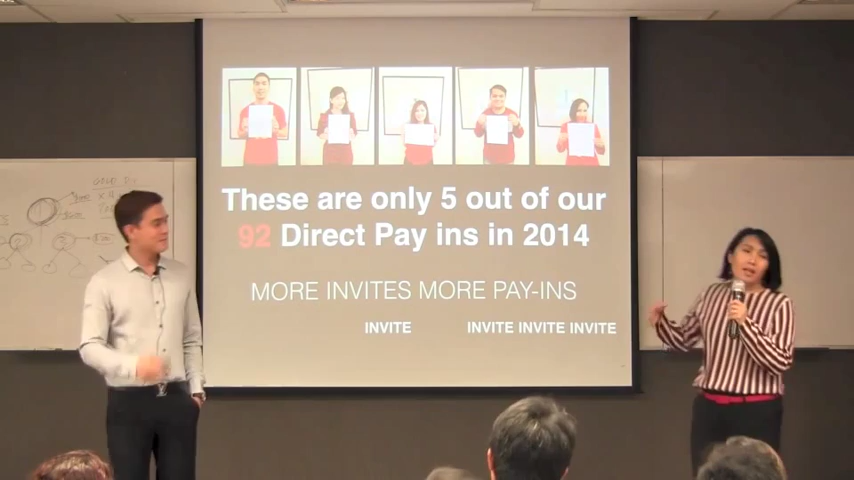 These are only 5 out of our
92 Direct Pay ins in 2014
MORE INVITES MORE PAY-INS
INVITE INVITE INVITE INVITE
GOOD